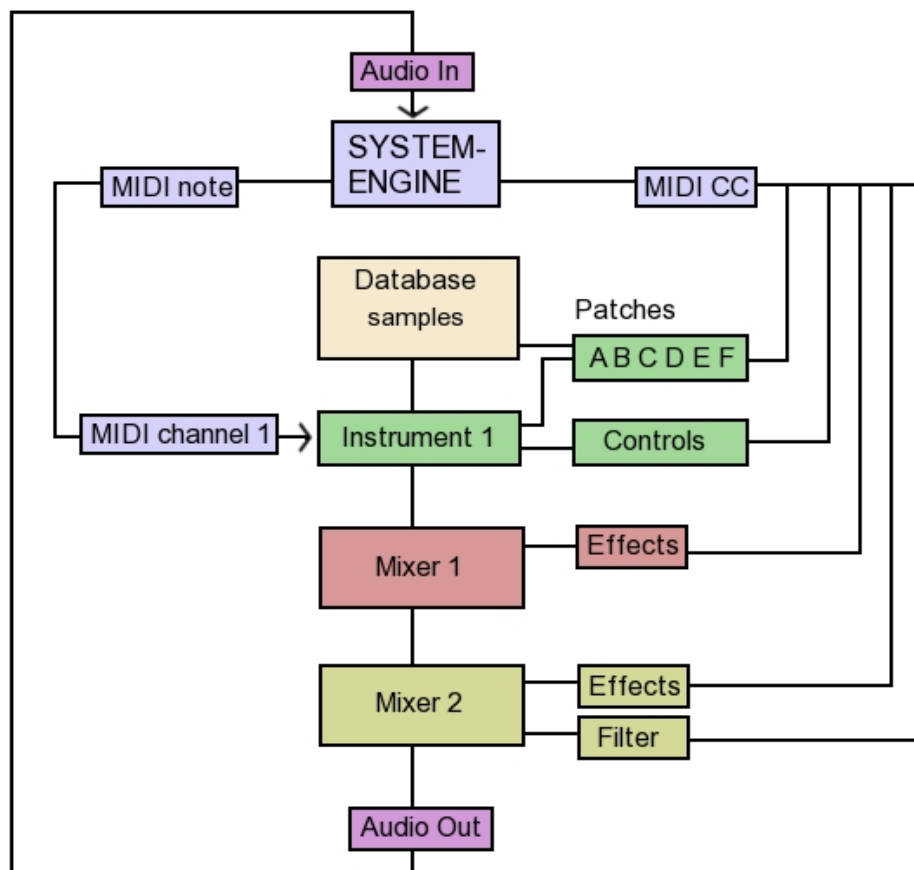 Audio In
SYSTEM-
ENGINE
MIDI note
MIDI CC
Database
samples
Patches
A B C D E F
MIDI channel 1
Instrument 1
Controls
Mixer 1
Effects
Mixer 2
Effects
Filter
Audio Out